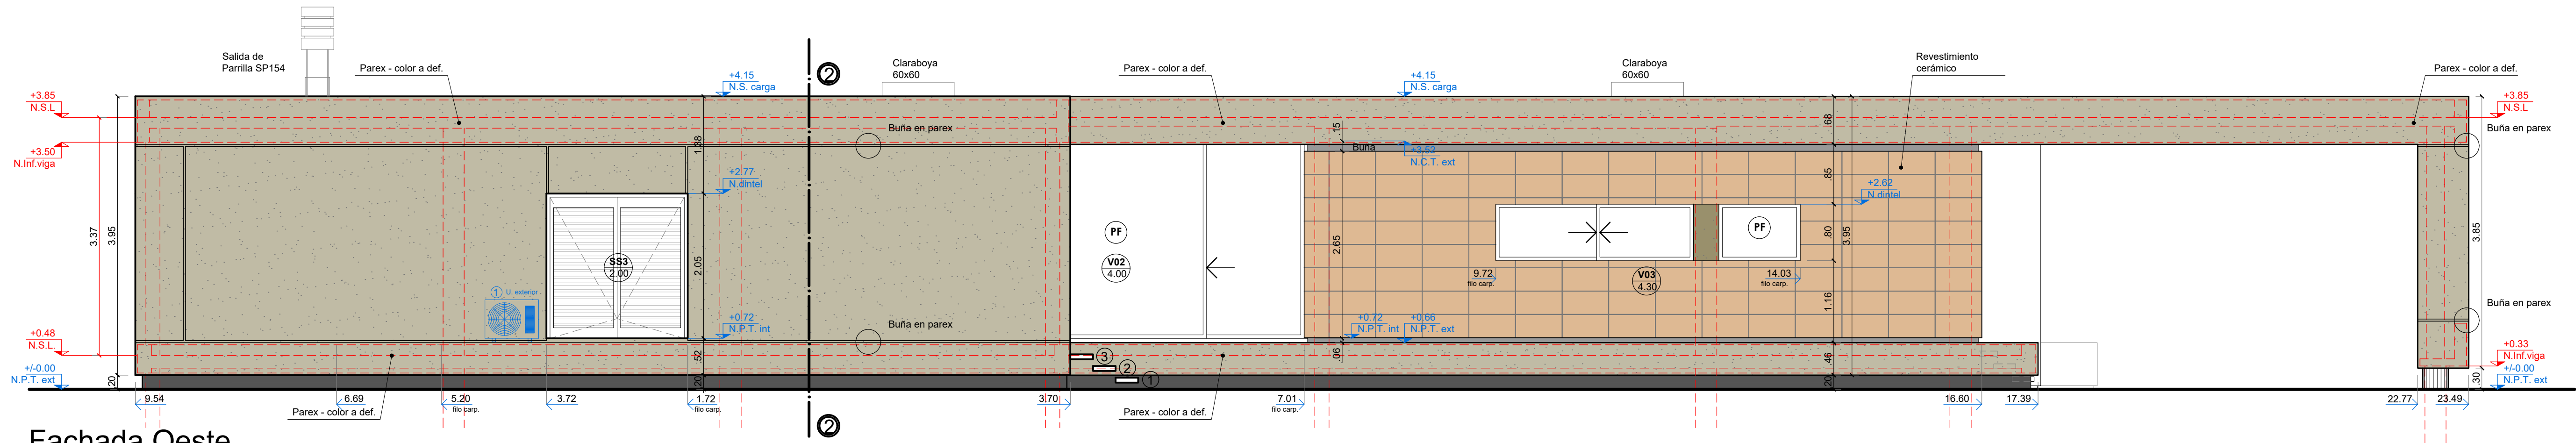 Salida de
Parrilla SP154
Parex - color a def.
2
Claraboya
60x60
Parex - color a def.
Claraboya
60x60
Revestimiento
cerámico
Parex - color a def.
+3.85
N.S.L
+4.15
N.S. carga
+4.15
N.S. carga
+3.85
N.S.L
+3.50
N.Inf.viga
1.38
Buña en parex
.15
Buña
+3.52
N.C.T. ext
.68
Buña en parex
+2.77
N.dintel
.85
+2.62
N.dintel
3.37
3.95
SS3
2.00
2.05
PF
V02
4.00
2.65
PF
.80
3.95
3.85
9.72
filo carp.
V03
4.30
14.03
filo carp.
1 U. exterior
1.16
Buña en parex
Buña en parex
+0.48
N.S.L.
+0.72
N.P.T. int
+0.72
N.P.T. int
+0.66
N.P.T. ext
+0.33
N.Inf.viga
.52
3
2
1
.06
.46
+/-0.00
N.P.T. ext
.20
.20
.20
.30
+/-0.00
N.P.T. ext
9.54
6.69
5.20
filo carp.
3.72
1.72
filo carp.
3.70
7.01
filo carp.
16.60
17.39
22.77
23.49
Parex - color a def.
2
Parex - color a def.
Fachada Oeste